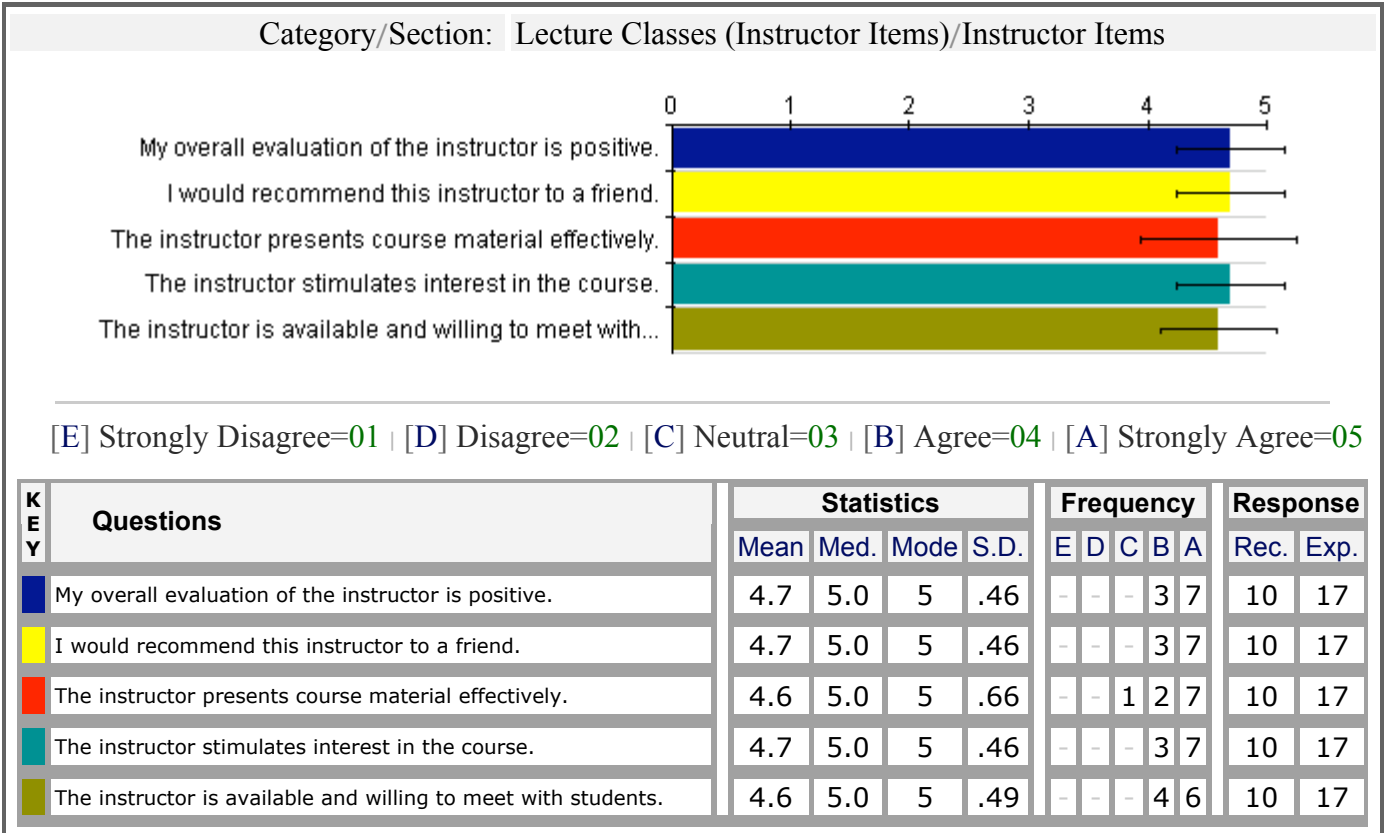 Category/Section: Lecture Classes (Instructor Items)/Instructor Items
0 1 2 3 4 5
My overall evaluation of the instructor is positive.
I would recommend this instructor to a friend.
The instructor presents course material effectively.
The instructor stimulates interest in the course.
The instructor is available and willing to meet with...
[E] Strongly Disagree=01 | [D] Disagree=02 | [C] Neutral=03 | [B] Agree=04 | [A] Strongly Agree=05
KEY Questions Statistics Frequency Response
Mean Med. Mode S.D. E D C B A Rec. Exp.
My overall evaluation of the instructor is positive. 4.7 5.0 5 .46 - - - 3 7 10 17
I would recommend this instructor to a friend. 4.7 5.0 5 .46 - - - 3 7 10 17
The instructor presents course material effectively. 4.6 5.0 5 .66 - - 1 2 7 10 17
The instructor stimulates interest in the course. 4.7 5.0 5 .46 - - - 3 7 10 17
The instructor is available and willing to meet with students. 4.6 5.0 5 .49 - - - 4 6 10 17